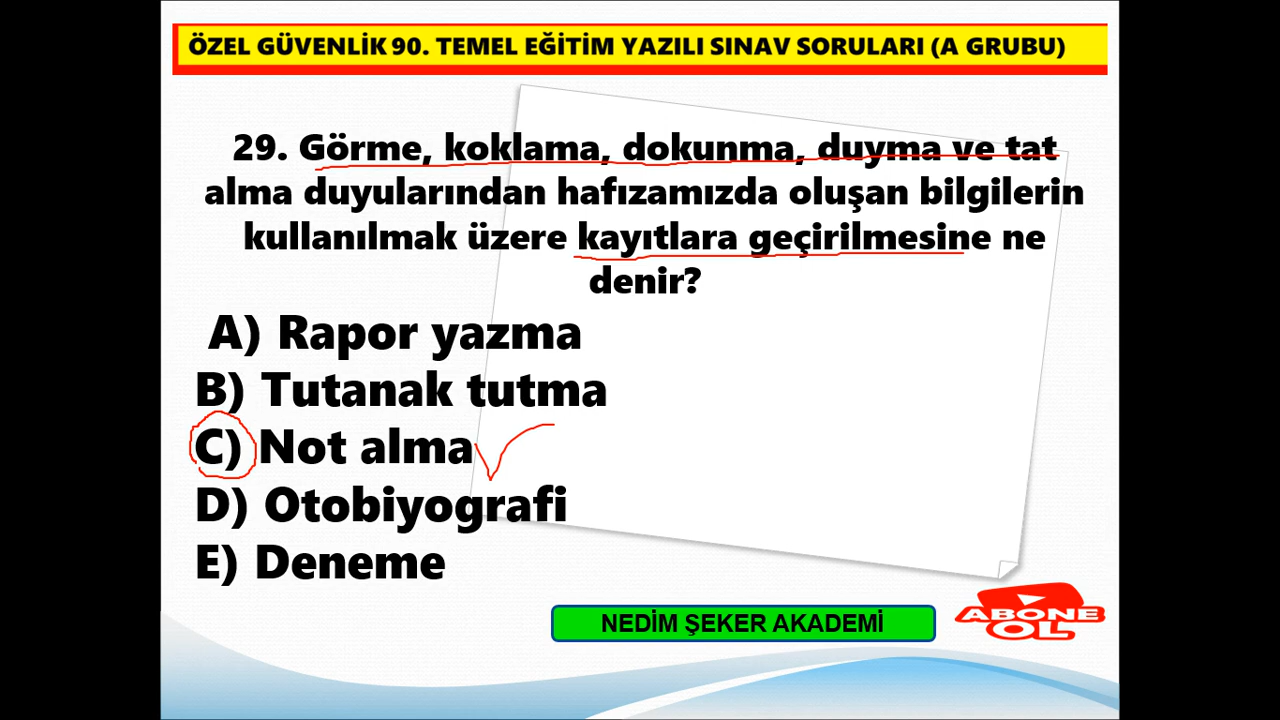 ÖZEL GÜVENLİK 90. TEMEL EĞİTİM YAZILI SINAV SORULARI (A GRUBU)
29. Görme, koklama, dokunma, duyma ve tat
alma duyularından hafızamızda oluşan bilgilerin
kullanılmak üzere kayıtlara geçirilmesine ne
denir?
A) Rapor yazma
B) Tutanak tutma
C) Not alma
D) Otobiyografi
E) Deneme
NEDİM ŞEKER AKADEMİ
ABONE
OL